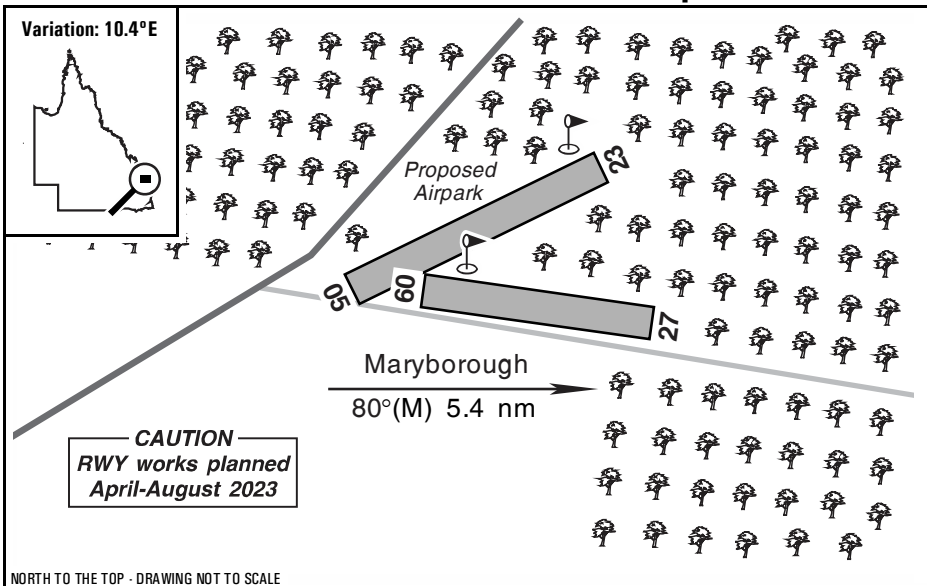 Variation: 10.4ºE
Proposed
Airpark
23
05
09
27
Maryborough
80°(M) 5.4 nm
CAUTION
RWY works planned
April-August 2023
NORTH TO THE TOP - DRAWING NOT TO SCALE